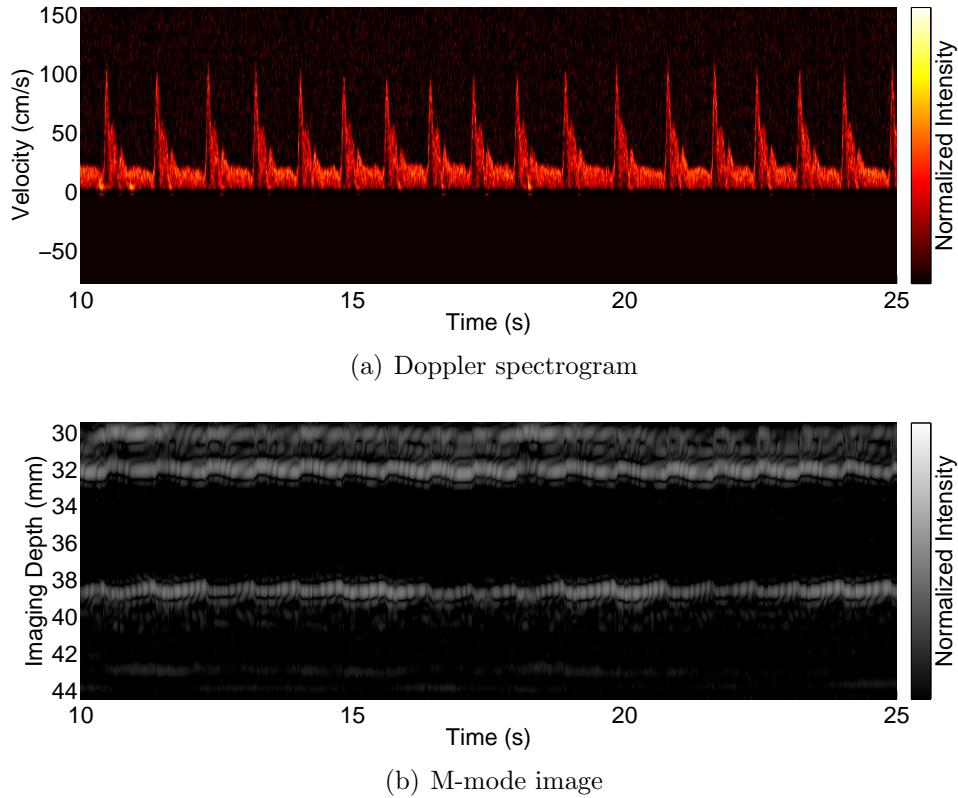 150
100
50
0
−50
Velocity (cm/s)
10
15
20
25
Time (s)
Normalized Intensity
(a) Doppler spectrogram
30
32
34
36
38
40
42
44
Imaging Depth (mm)
10
15
20
25
Time (s)
Normalized Intensity
(b) M-mode image